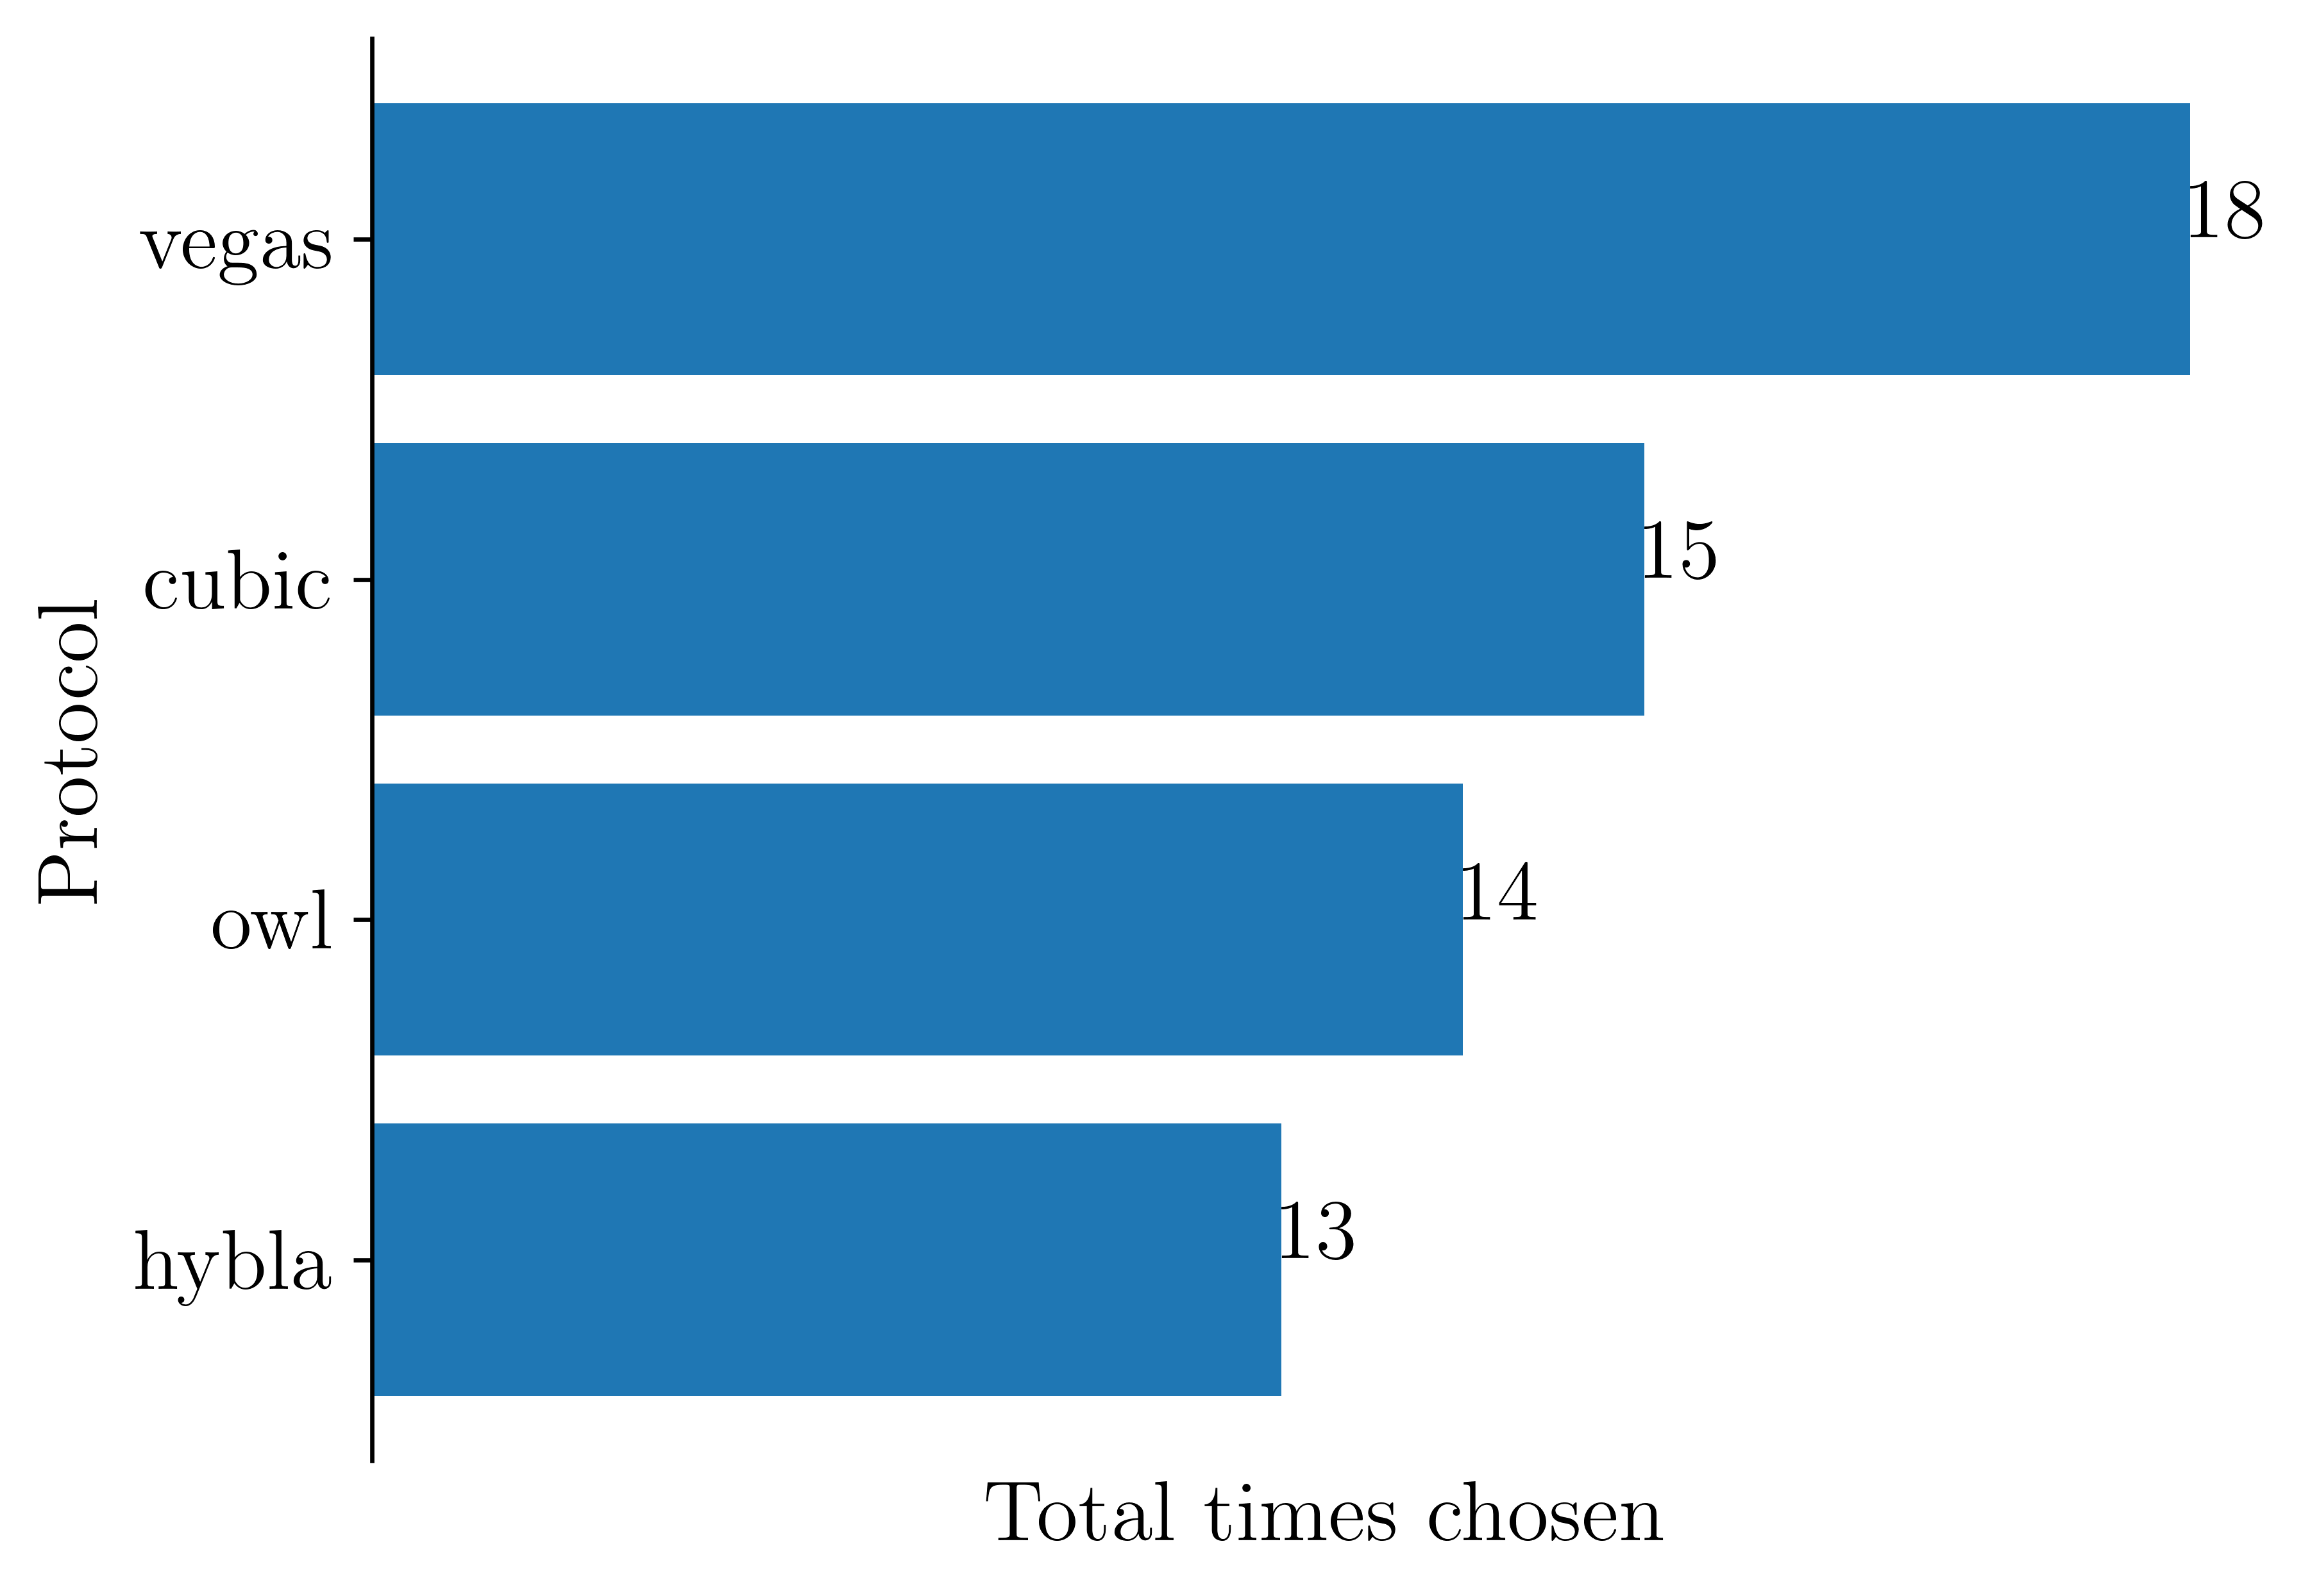 vegas
18
cubic
15
Protocol
owl
14
hybla
13
Total times chosen